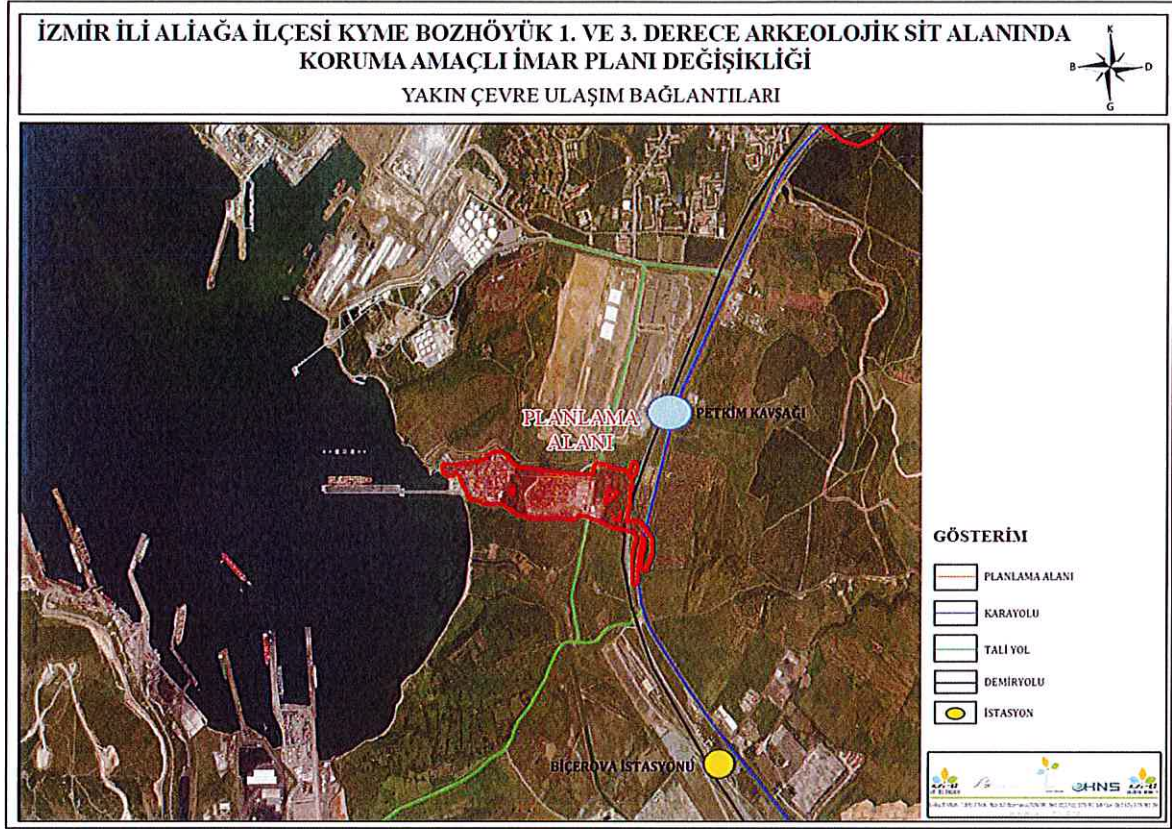 İZMİR İLİ ALİAĞA İLÇESİ KYME BOZHÖYÜK 1. VE 3. DERECE ARKEOLOJİK SİT ALANINDA
KORUMA AMAÇLI İMAR PLANI DEĞİŞİKLİĞİ
YAKIN ÇEVRE ULAŞIM BAĞLANTILARI
K
B D
G
PETKİM KAVŞAĞI
PLANLAMA
ALANI
BİÇEROVA İSTASYONU
GÖSTERİM
PLANLAMA ALANI
KARAYOLU
TALİ YOL
DEMİRYOLU
İSTASYON
HNS